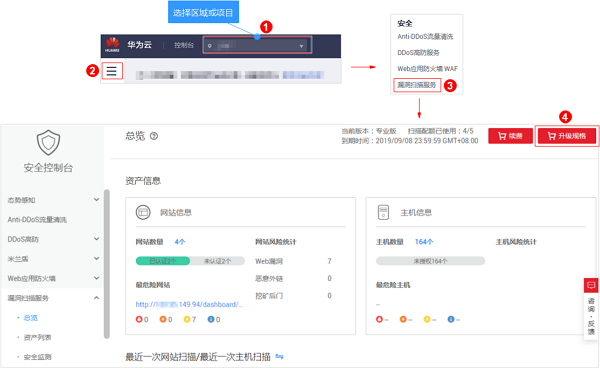 选择区域或项目
1
HUAWEI 华为云 控制台
2
安全
Anti-DDoS流量清洗
DDoS高防服务
Web应用防火墙 WAF
漏洞扫描服务
3
4
总览
当前版本：专业版 扫描配额已使用：4/5
到期时间：2019/09/08 23:59:59 GMT+08:00
续费
升级规格
安全控制台
态势感知
Anti-DDoS流量清洗
DDoS高防
Web应用防火墙
漏洞扫描服务
总览
资产列表
安全监测
资产信息
网站信息
网站数量 4个
已认证2个 未认证2个
最危险网站
http://
149.94/dashboard/...
0 0 7 0
网站风险统计
Web漏洞 7
恶意外链 0
挖矿后门 0
主机信息
主机数量 164个
未授权164个
最危险主机
--
-- -- -- --
主机风险统计
咨询·反馈
最近一次网站扫描/最近一次主机扫描